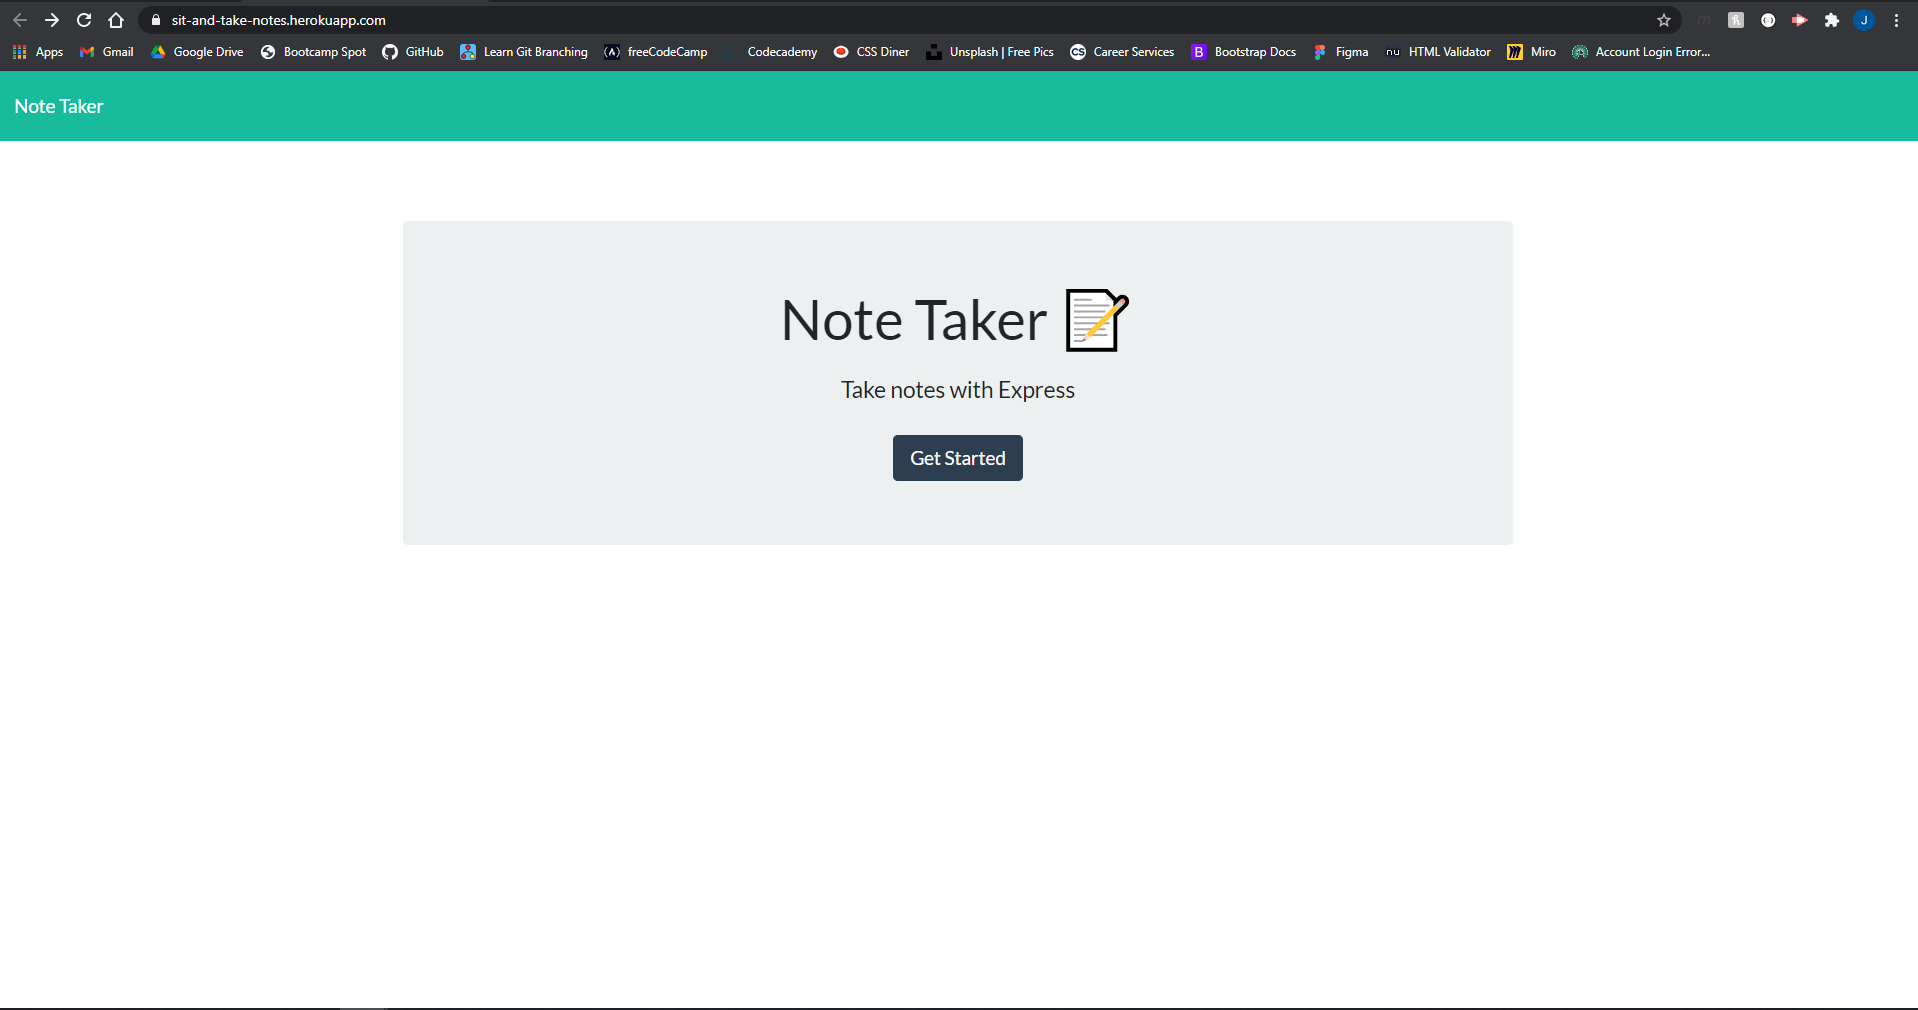 sit-and-take-notes.herokuapp.com
Apps Gmail Google Drive Bootcamp Spot GitHub Learn Git Branching freeCodeCamp Codecademy CSS Diner Unsplash | Free Pics CS Career Services B Bootstrap Docs Figma nu HTML Validator Miro Account Login Error...
Note Taker
Note Taker
Take notes with Express
Get Started